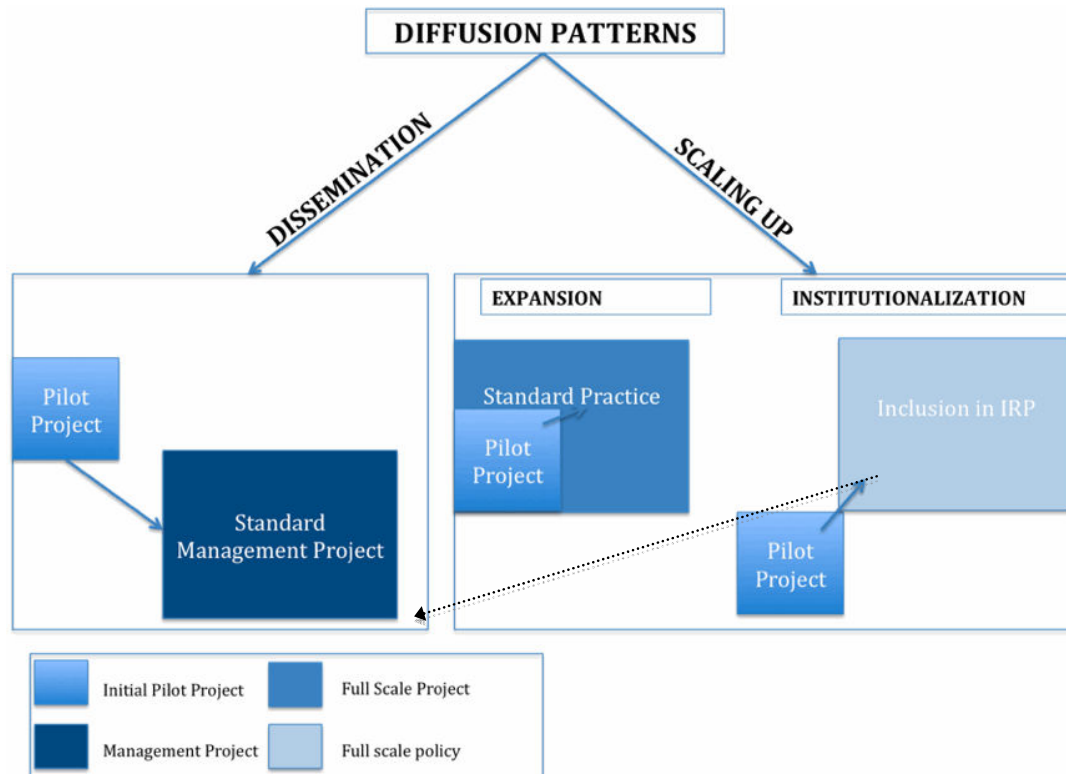 DIFFUSION PATTERNS
DISSEMINATION
SCALING UP
Pilot
Project
Standard
Management Project
EXPANSION
INSTITUTIONALIZATION
Standard Practice
Pilot
Project
Inclusion in IRP
Pilot
Project
Initial Pilot Project
Full Scale Project
Management Project
Full scale policy